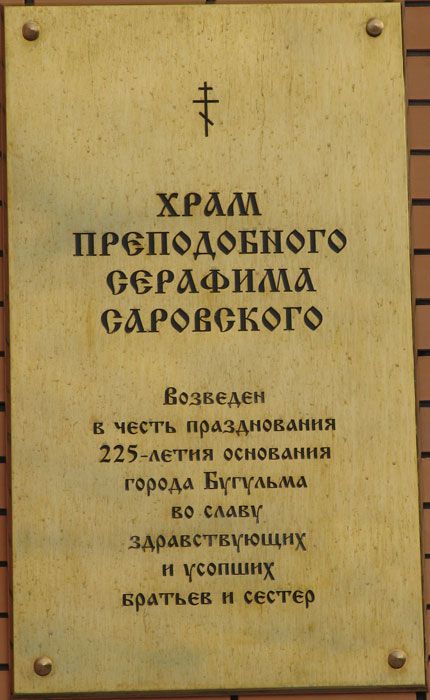 ХРАМ
ПРЕПОДОБНОГО
СЕРАФИМА
САРОВСКОГО
Возведен
в честь празднования
225-летия основания
города Бугульма
во славу
здравствующих
и усопших
братьев и сестер